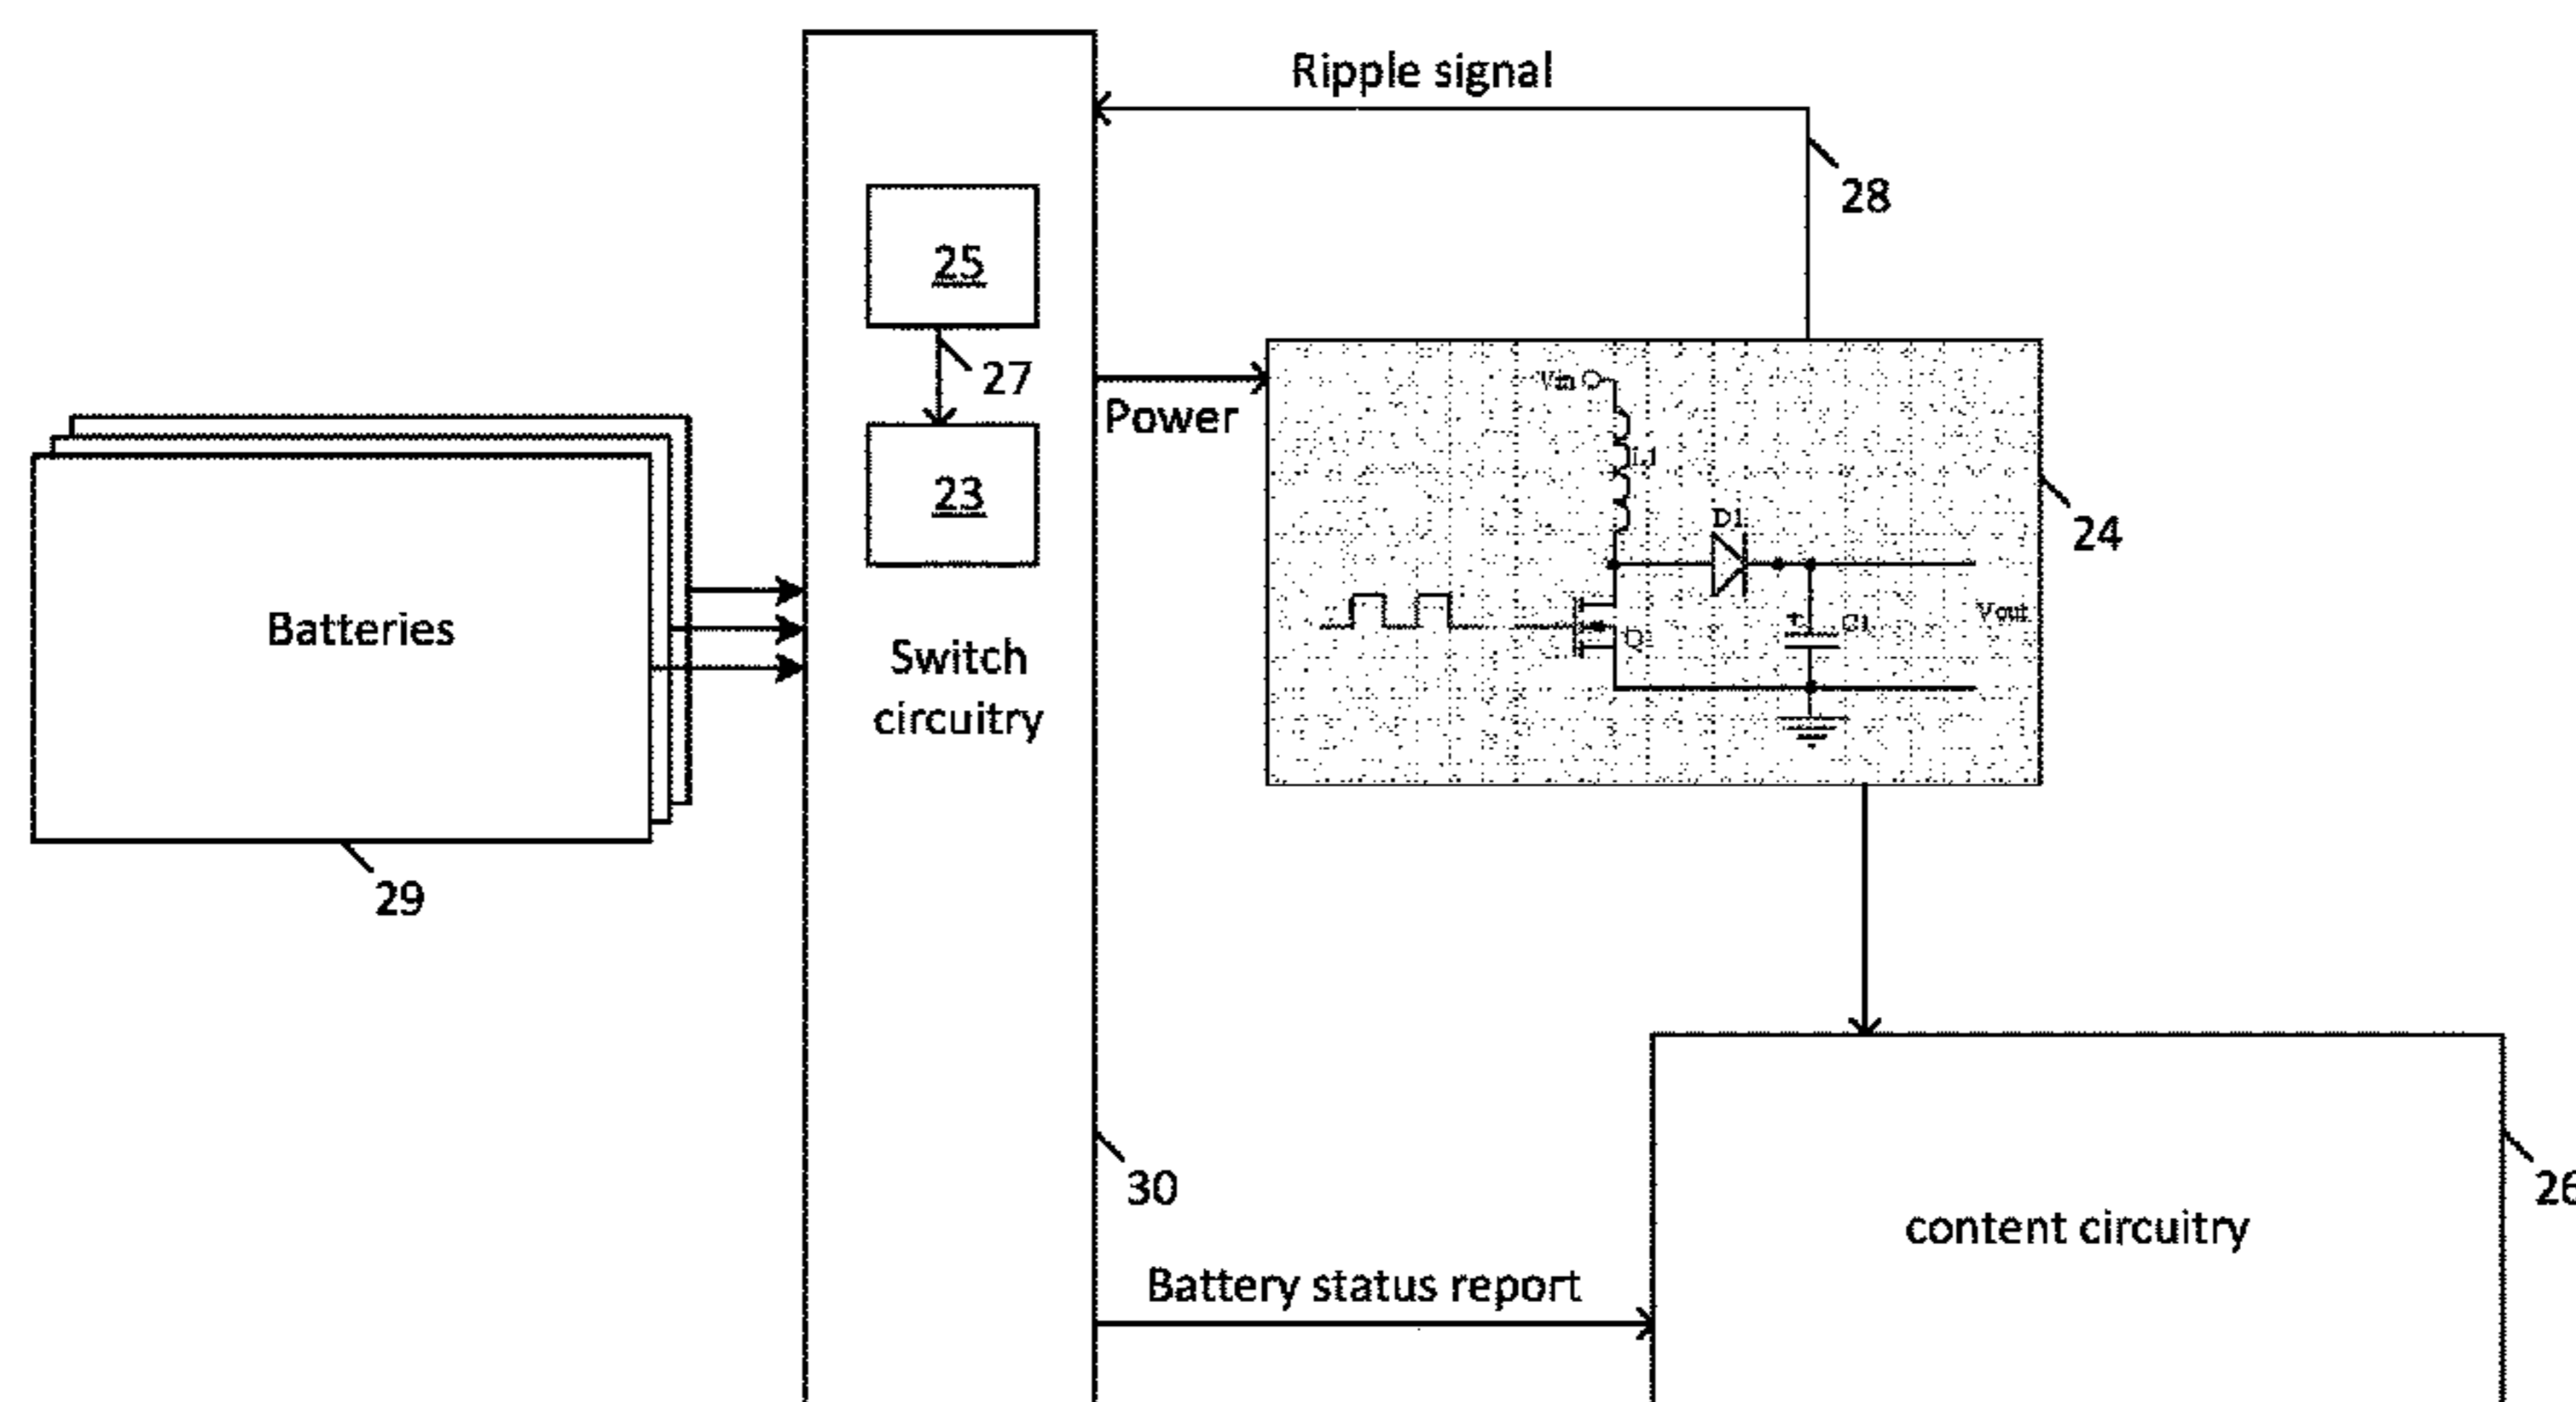 Ripple signal
28
25
27
Power
Vin
L1
23
D1
24
Batteries
Switch
circuitry
Q
C1
Vout
29
30
26
content circuitry
Battery status report